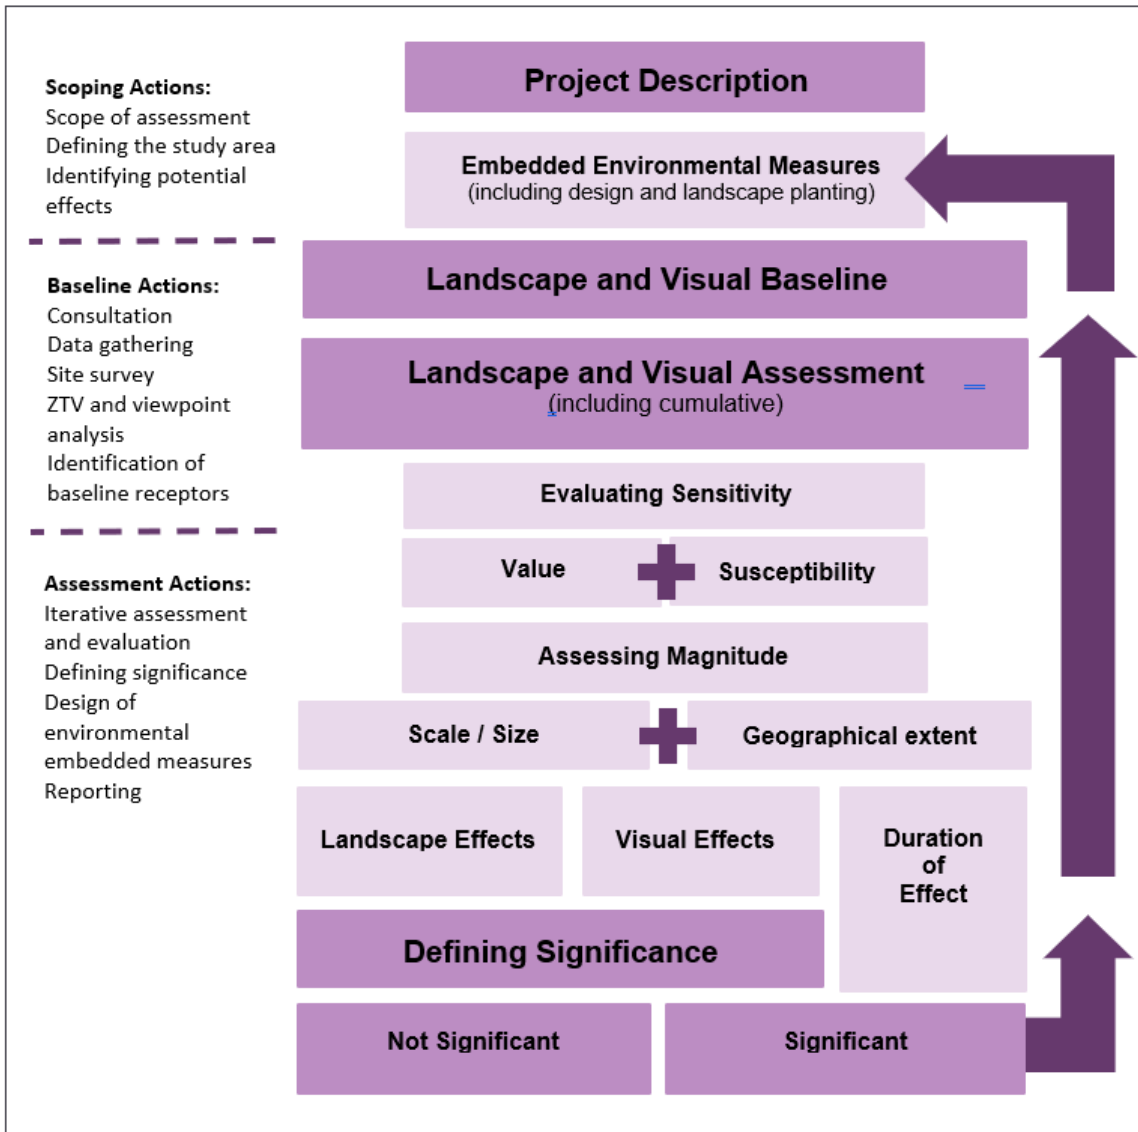 Scoping Actions:
Scope of assessment
Defining the study area
Identifying potential
effects
Baseline Actions:
Consultation
Data gathering
Site survey
ZTV and viewpoint
analysis
Identification of
baseline receptors
Assessment Actions:
Iterative assessment
and evaluation
Defining significance
Design of
environmental
embedded measures
Reporting
Project Description
Embedded Environmental Measures
(including design and landscape planting)
Landscape and Visual Baseline
Landscape and Visual Assessment
(including cumulative)
Evaluating Sensitivity
Value
Susceptibility
Assessing Magnitude
Scale / Size
Geographical extent
Landscape Effects
Visual Effects
Duration
of
Effect
Defining Significance
Not Significant
Significant